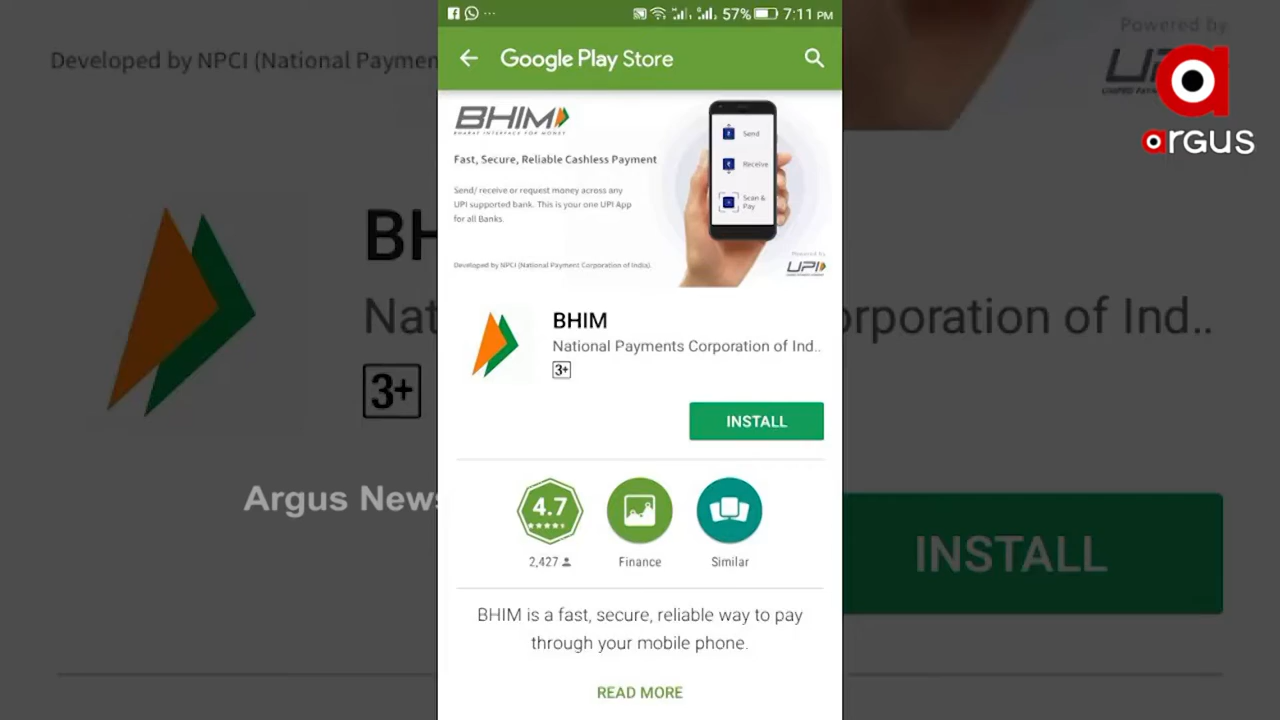 57% 7:11 PM
Google Play Store
BHIM
BHARAT INTERFACE FOR MONEY
Fast, Secure, Reliable Cashless Payment
Send/ receive or request money across any
UPI supported bank. This is your one UPI App
for all Banks.
Developed by NPCI (National Payment Corporation of India).
Send
Receive
Scan &
Pay
Powered by
UPI
BHIM
National Payments Corporation of Ind..
3+
INSTALL
4.7
2,427
Finance
Similar
BHIM is a fast, secure, reliable way to pay
through your mobile phone.
READ MORE
Developed by NPCI (National Paymen
BH
Nat
3+
Argus News
Powered by
UP
a
argus
orporation of Ind..
INSTALL